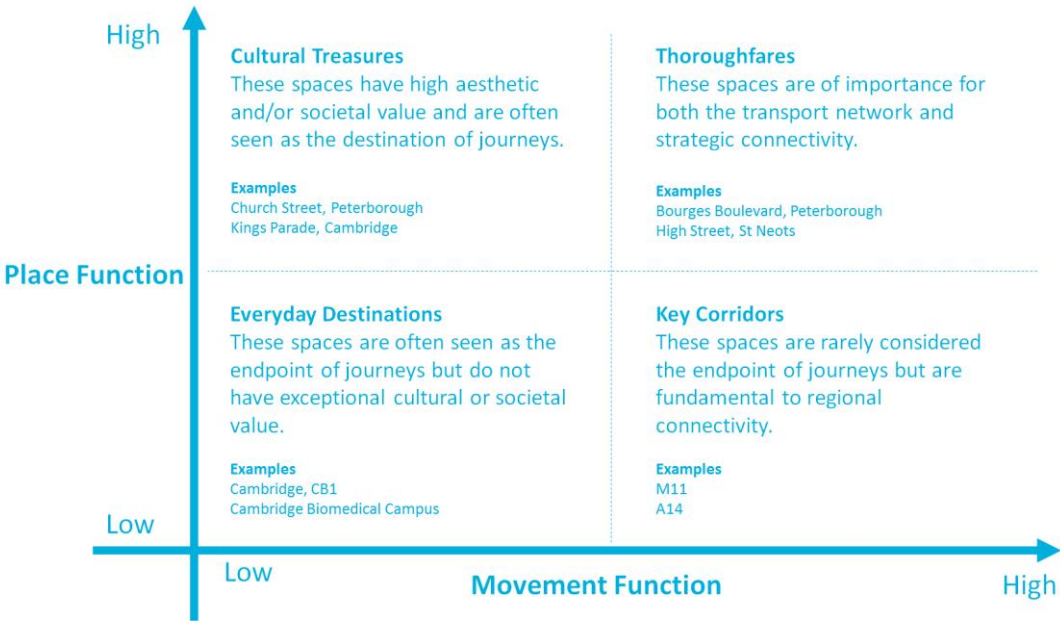 High
Cultural Treasures
These spaces have high aesthetic
and/or societal value and are often
seen as the destination of journeys.
Examples
Church Street, Peterborough
Kings Parade, Cambridge
Thoroughfares
These spaces are of importance for
both the transport network and
strategic connectivity.
Examples
Bourges Boulevard, Peterborough
High Street, St Neots
Place Function
Everyday Destinations
These spaces are often seen as the
endpoint of journeys but do not
have exceptional cultural or societal
value.
Examples
Cambridge, CB1
Cambridge Biomedical Campus
Key Corridors
These spaces are rarely considered
the endpoint of journeys but are
fundamental to regional
connectivity.
Examples
M11
A14
Low
Low
Movement Function
High